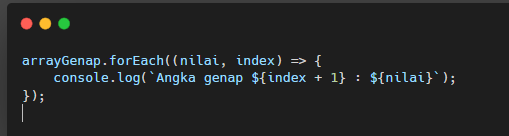 arrayGenap.forEach((nilai, index) => {
    console.log(`Angka genap ${index + 1} : ${nilai}`);
});